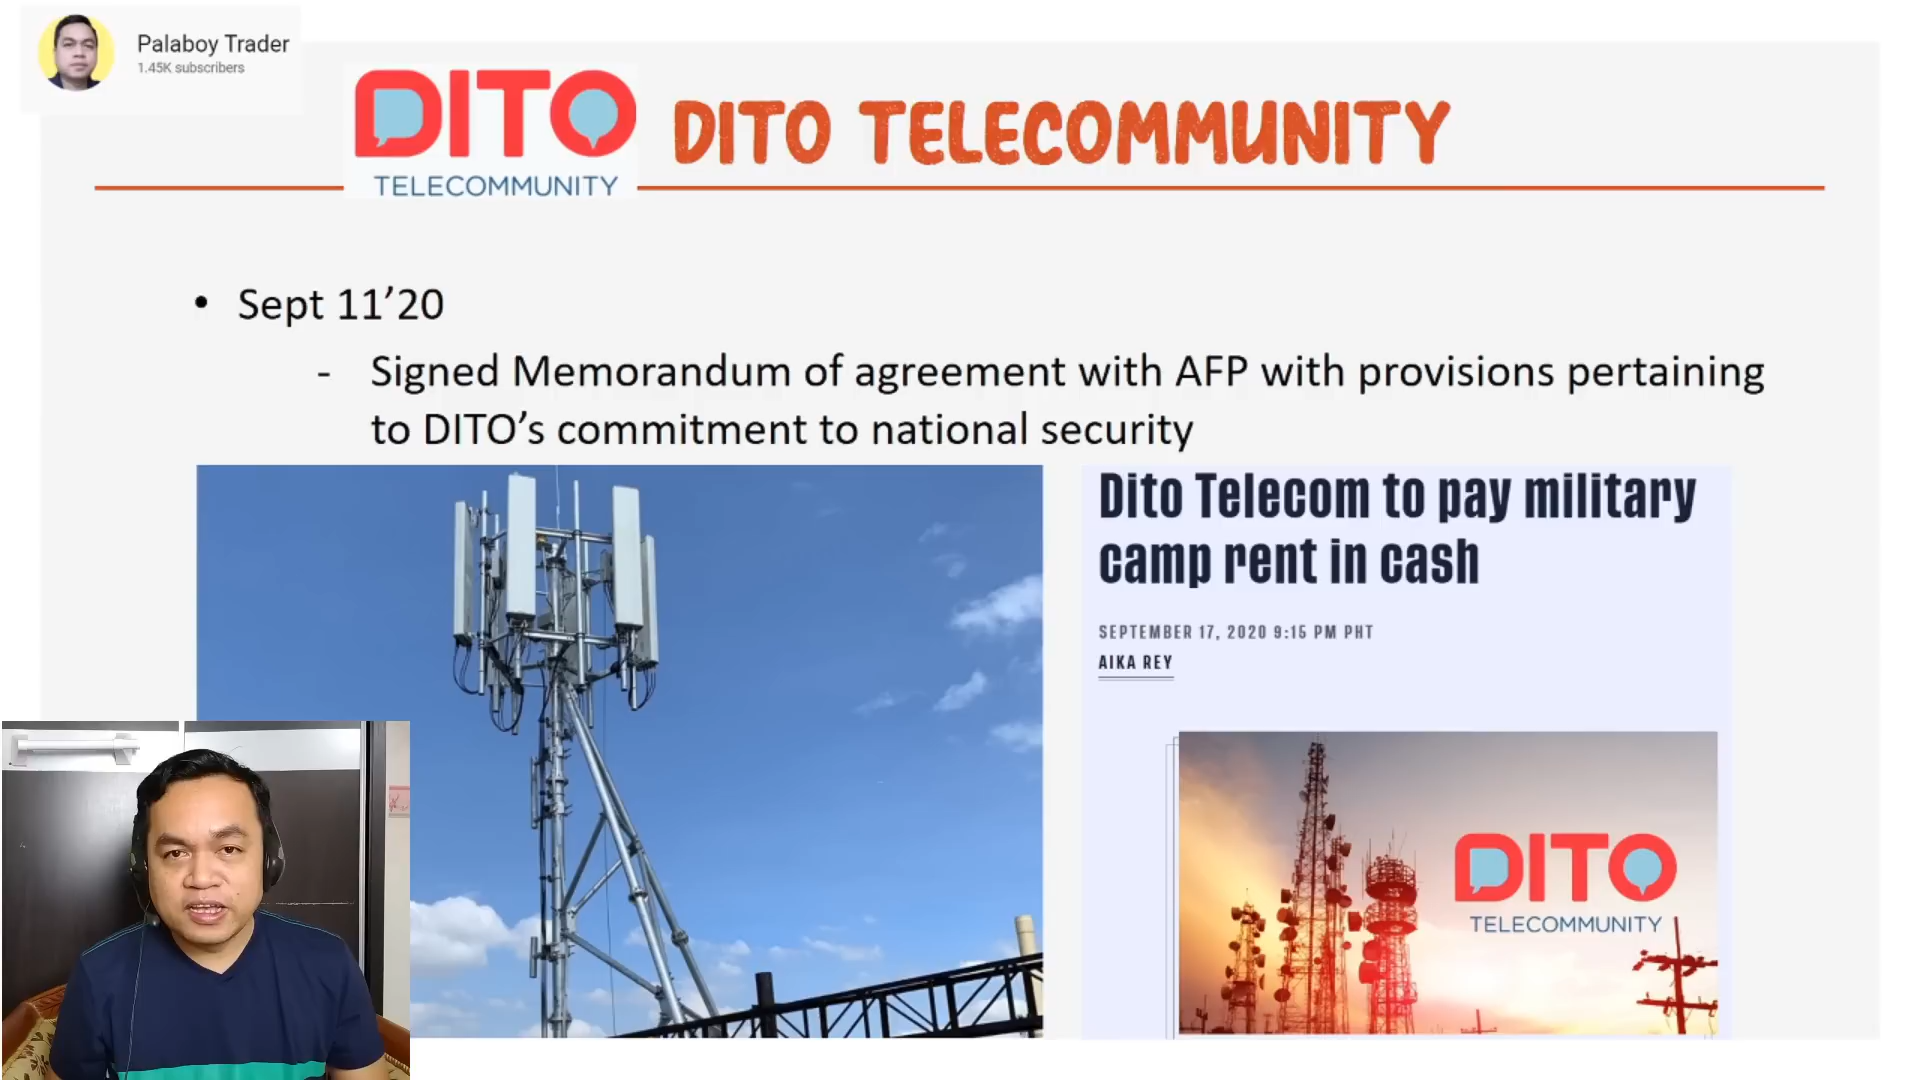 Palaboy Trader
1.45K subscribers
DITO
TELECOMMUNITY
DITO TELECOMMUNITY
• Sept 11’20
- Signed Memorandum of agreement with AFP with provisions pertaining
to DITO’s commitment to national security
Dito Telecom to pay military
camp rent in cash
SEPTEMBER 17, 2020 9:15 PM PHT
AIKA REY
DITO
TELECOMMUNITY